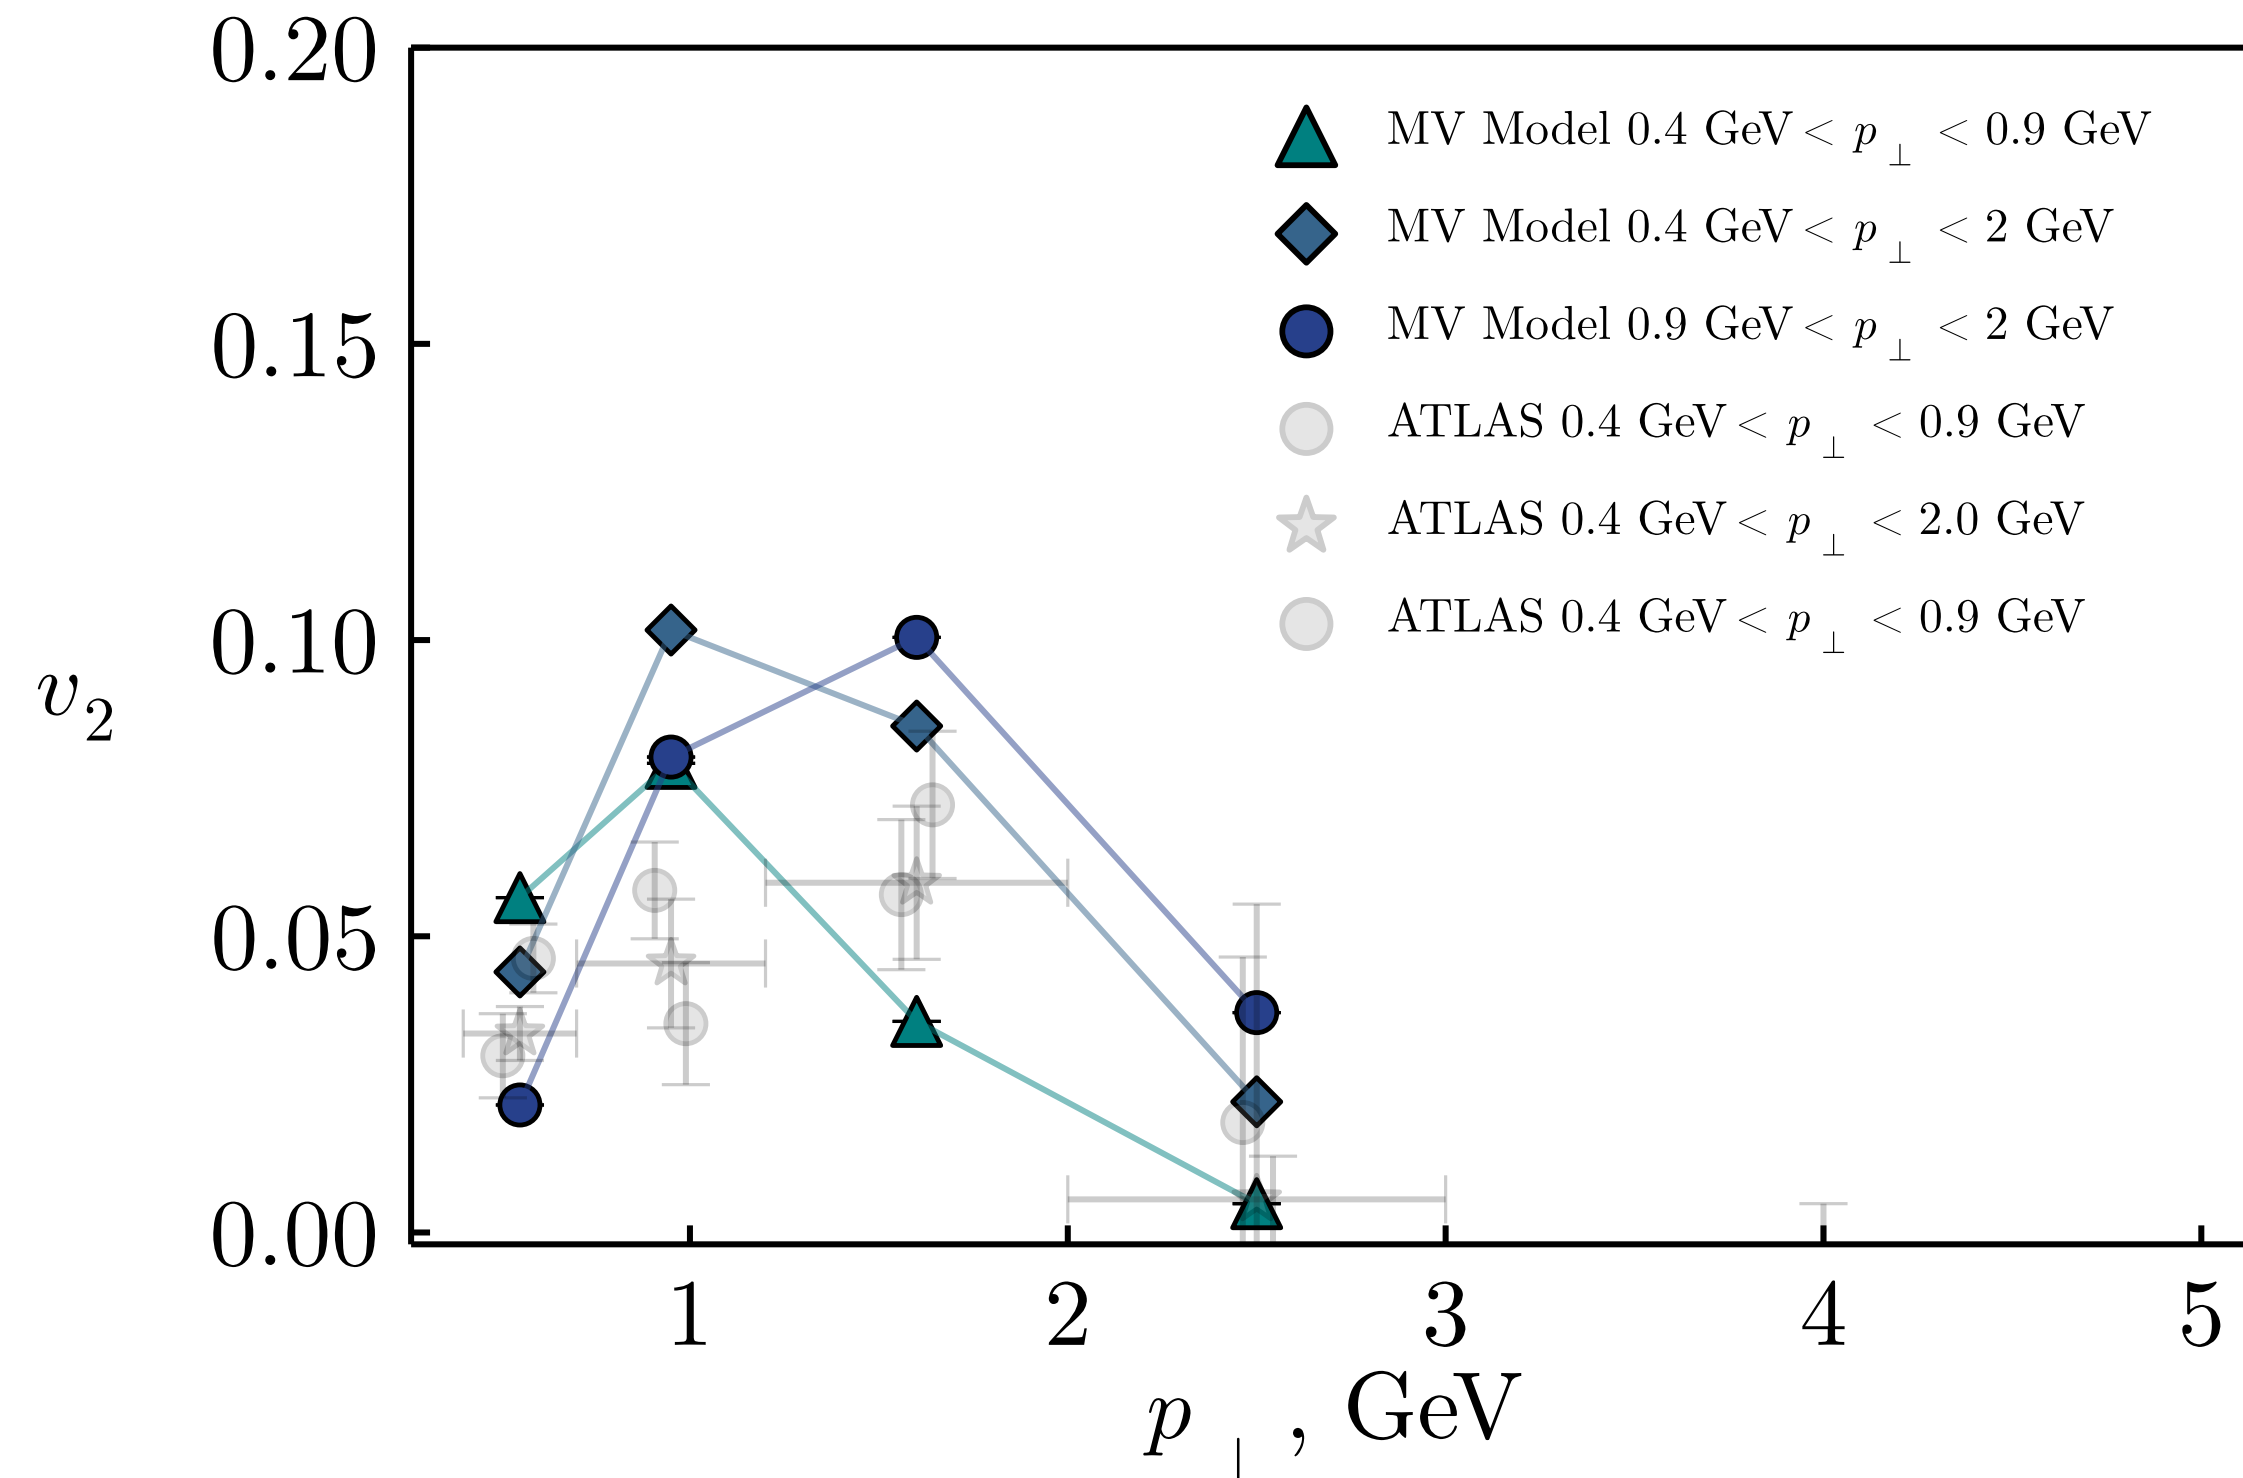 0.20
0.15
0.10
0.05
0.00
v₂
MV Model 0.4 GeV < p⊥ < 0.9 GeV
MV Model 0.4 GeV < p⊥ < 2 GeV
MV Model 0.9 GeV < p⊥ < 2 GeV
ATLAS 0.4 GeV < p⊥ < 0.9 GeV
ATLAS 0.4 GeV < p⊥ < 2.0 GeV
ATLAS 0.4 GeV < p⊥ < 0.9 GeV
1 2 3 4 5
p⊥ , GeV